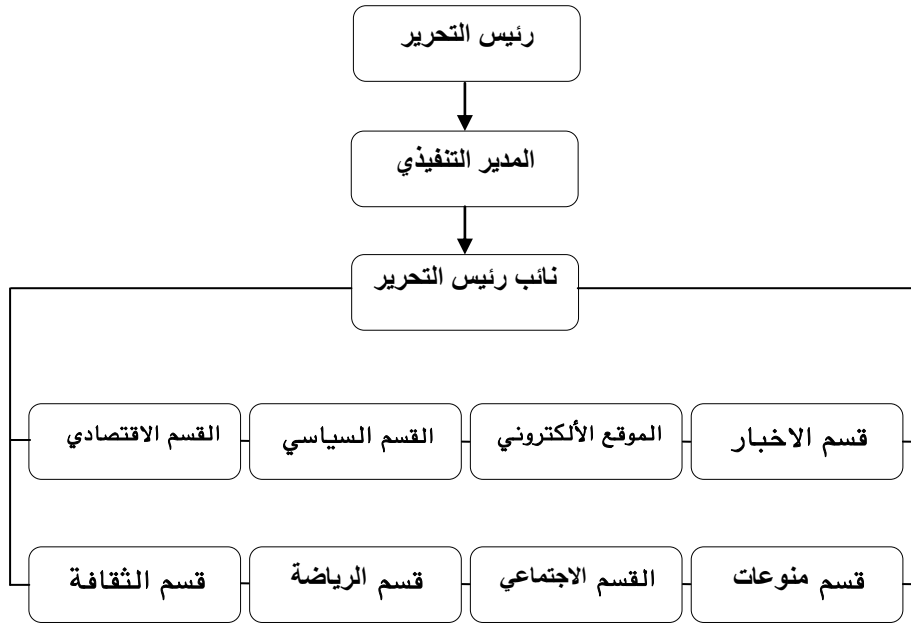 رئيس التحرير
المدير التنفيذي
نائب رئيس التحرير
قسم الاخبار
الموقع الألكتروني
القسم السياسي
القسم الاقتصادي
قسم منوعات
القسم الاجتماعي
قسم الرياضة
قسم الثقافة